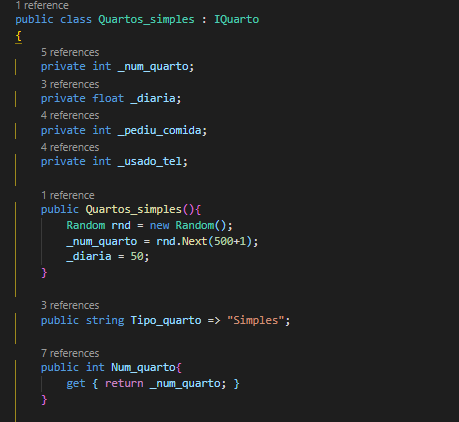 1 reference
public class Quartos_simples : IQuarto
{
5 references
private int _num_quarto;
3 references
private float _diaria;
4 references
private int _pediu_comida;
4 references
private int _usado_tel;
1 reference
public Quartos_simples(){
Random rnd = new Random();
_num_quarto = rnd.Next(500+1);
_diaria = 50;
}
3 references
public string Tipo_quarto => "Simples";
7 references
public int Num_quarto{
get { return _num_quarto; }
}